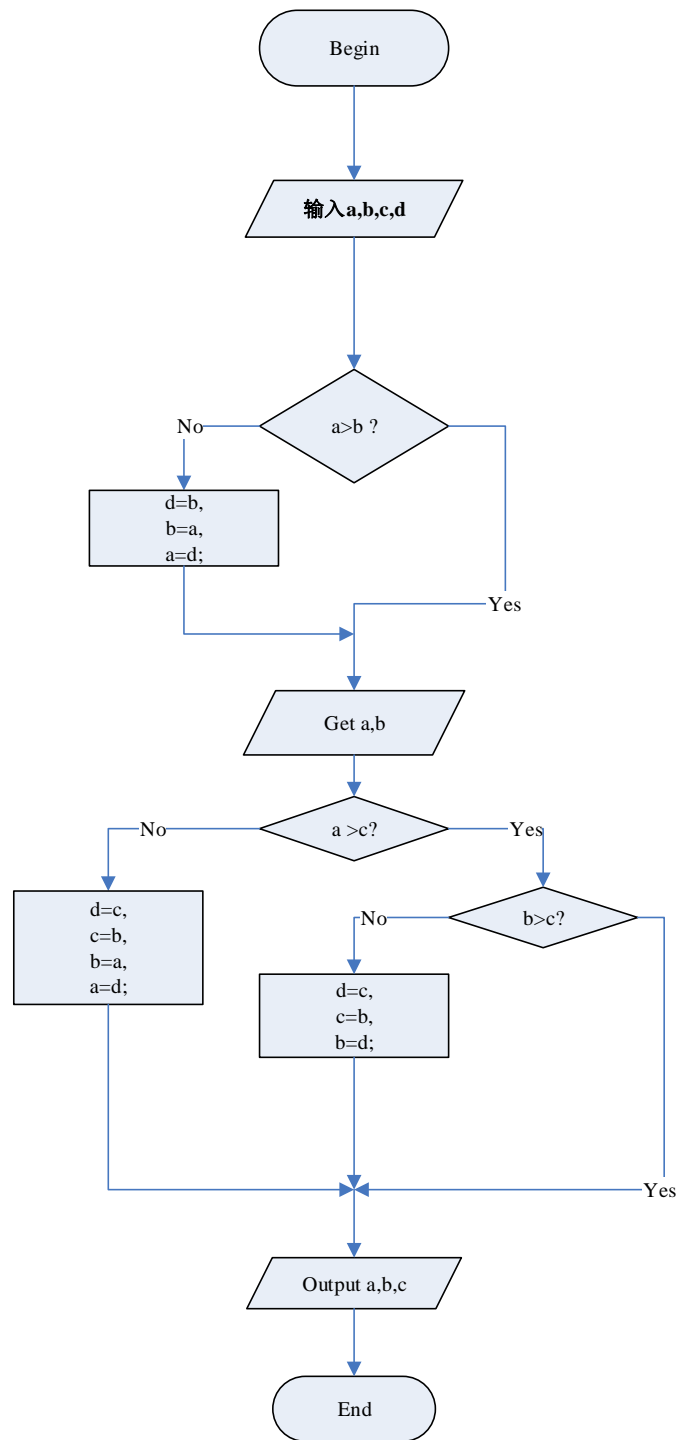 Begin
输入a,b,c,d
a>b ?
No
d=b,
b=a,
a=d;
Yes
Get a,b
a >c?
No
Yes
d=c,
c=b,
b=a,
a=d;
b>c?
No
d=c,
c=b,
b=d;
Yes
Output a,b,c
End